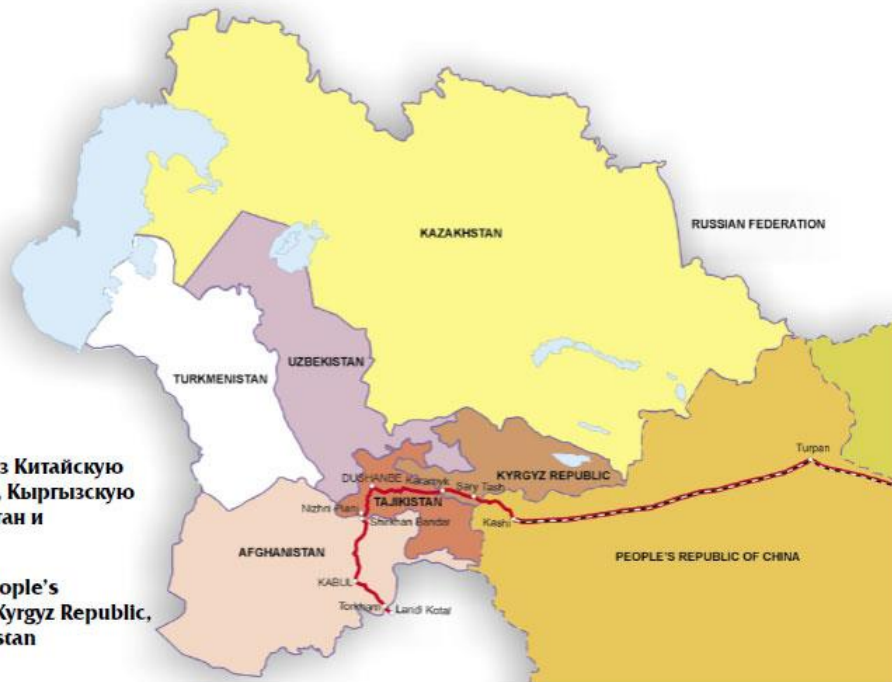 KAZAKHSTAN
RUSSIAN FEDERATION
UZBEKISTAN
TURKMENISTAN
Turpan
KYRGYZ REPUBLIC
DUSHANBE
Karamyk
Sary Tash
TAJIKISTAN
Nizhni Pianj
Shirkhan Bandar
Kashi
AFGHANISTAN
PEOPLE'S REPUBLIC OF CHINA
KABUL
Torkham
Landi Kotal
з Китайскую
, Кыргызскую
тан и
ople's
Kyrgyz Republic,
stan